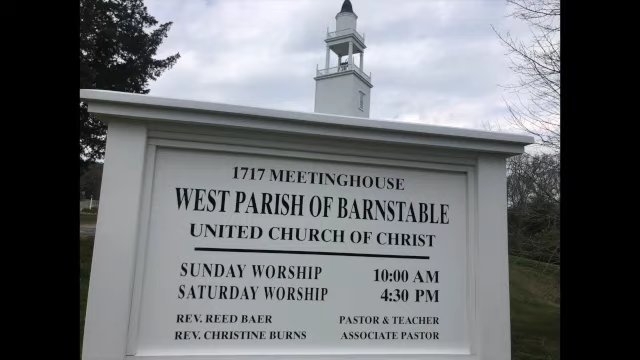 1717 MEETINGHOUSE
WEST PARISH OF BARNSTABLE
UNITED CHURCH OF CHRIST
SUNDAY WORSHIP 10:00 AM
SATURDAY WORSHIP 4:30 PM
REV. REED BAER PASTOR & TEACHER
REV. CHRISTINE BURNS ASSOCIATE PASTOR